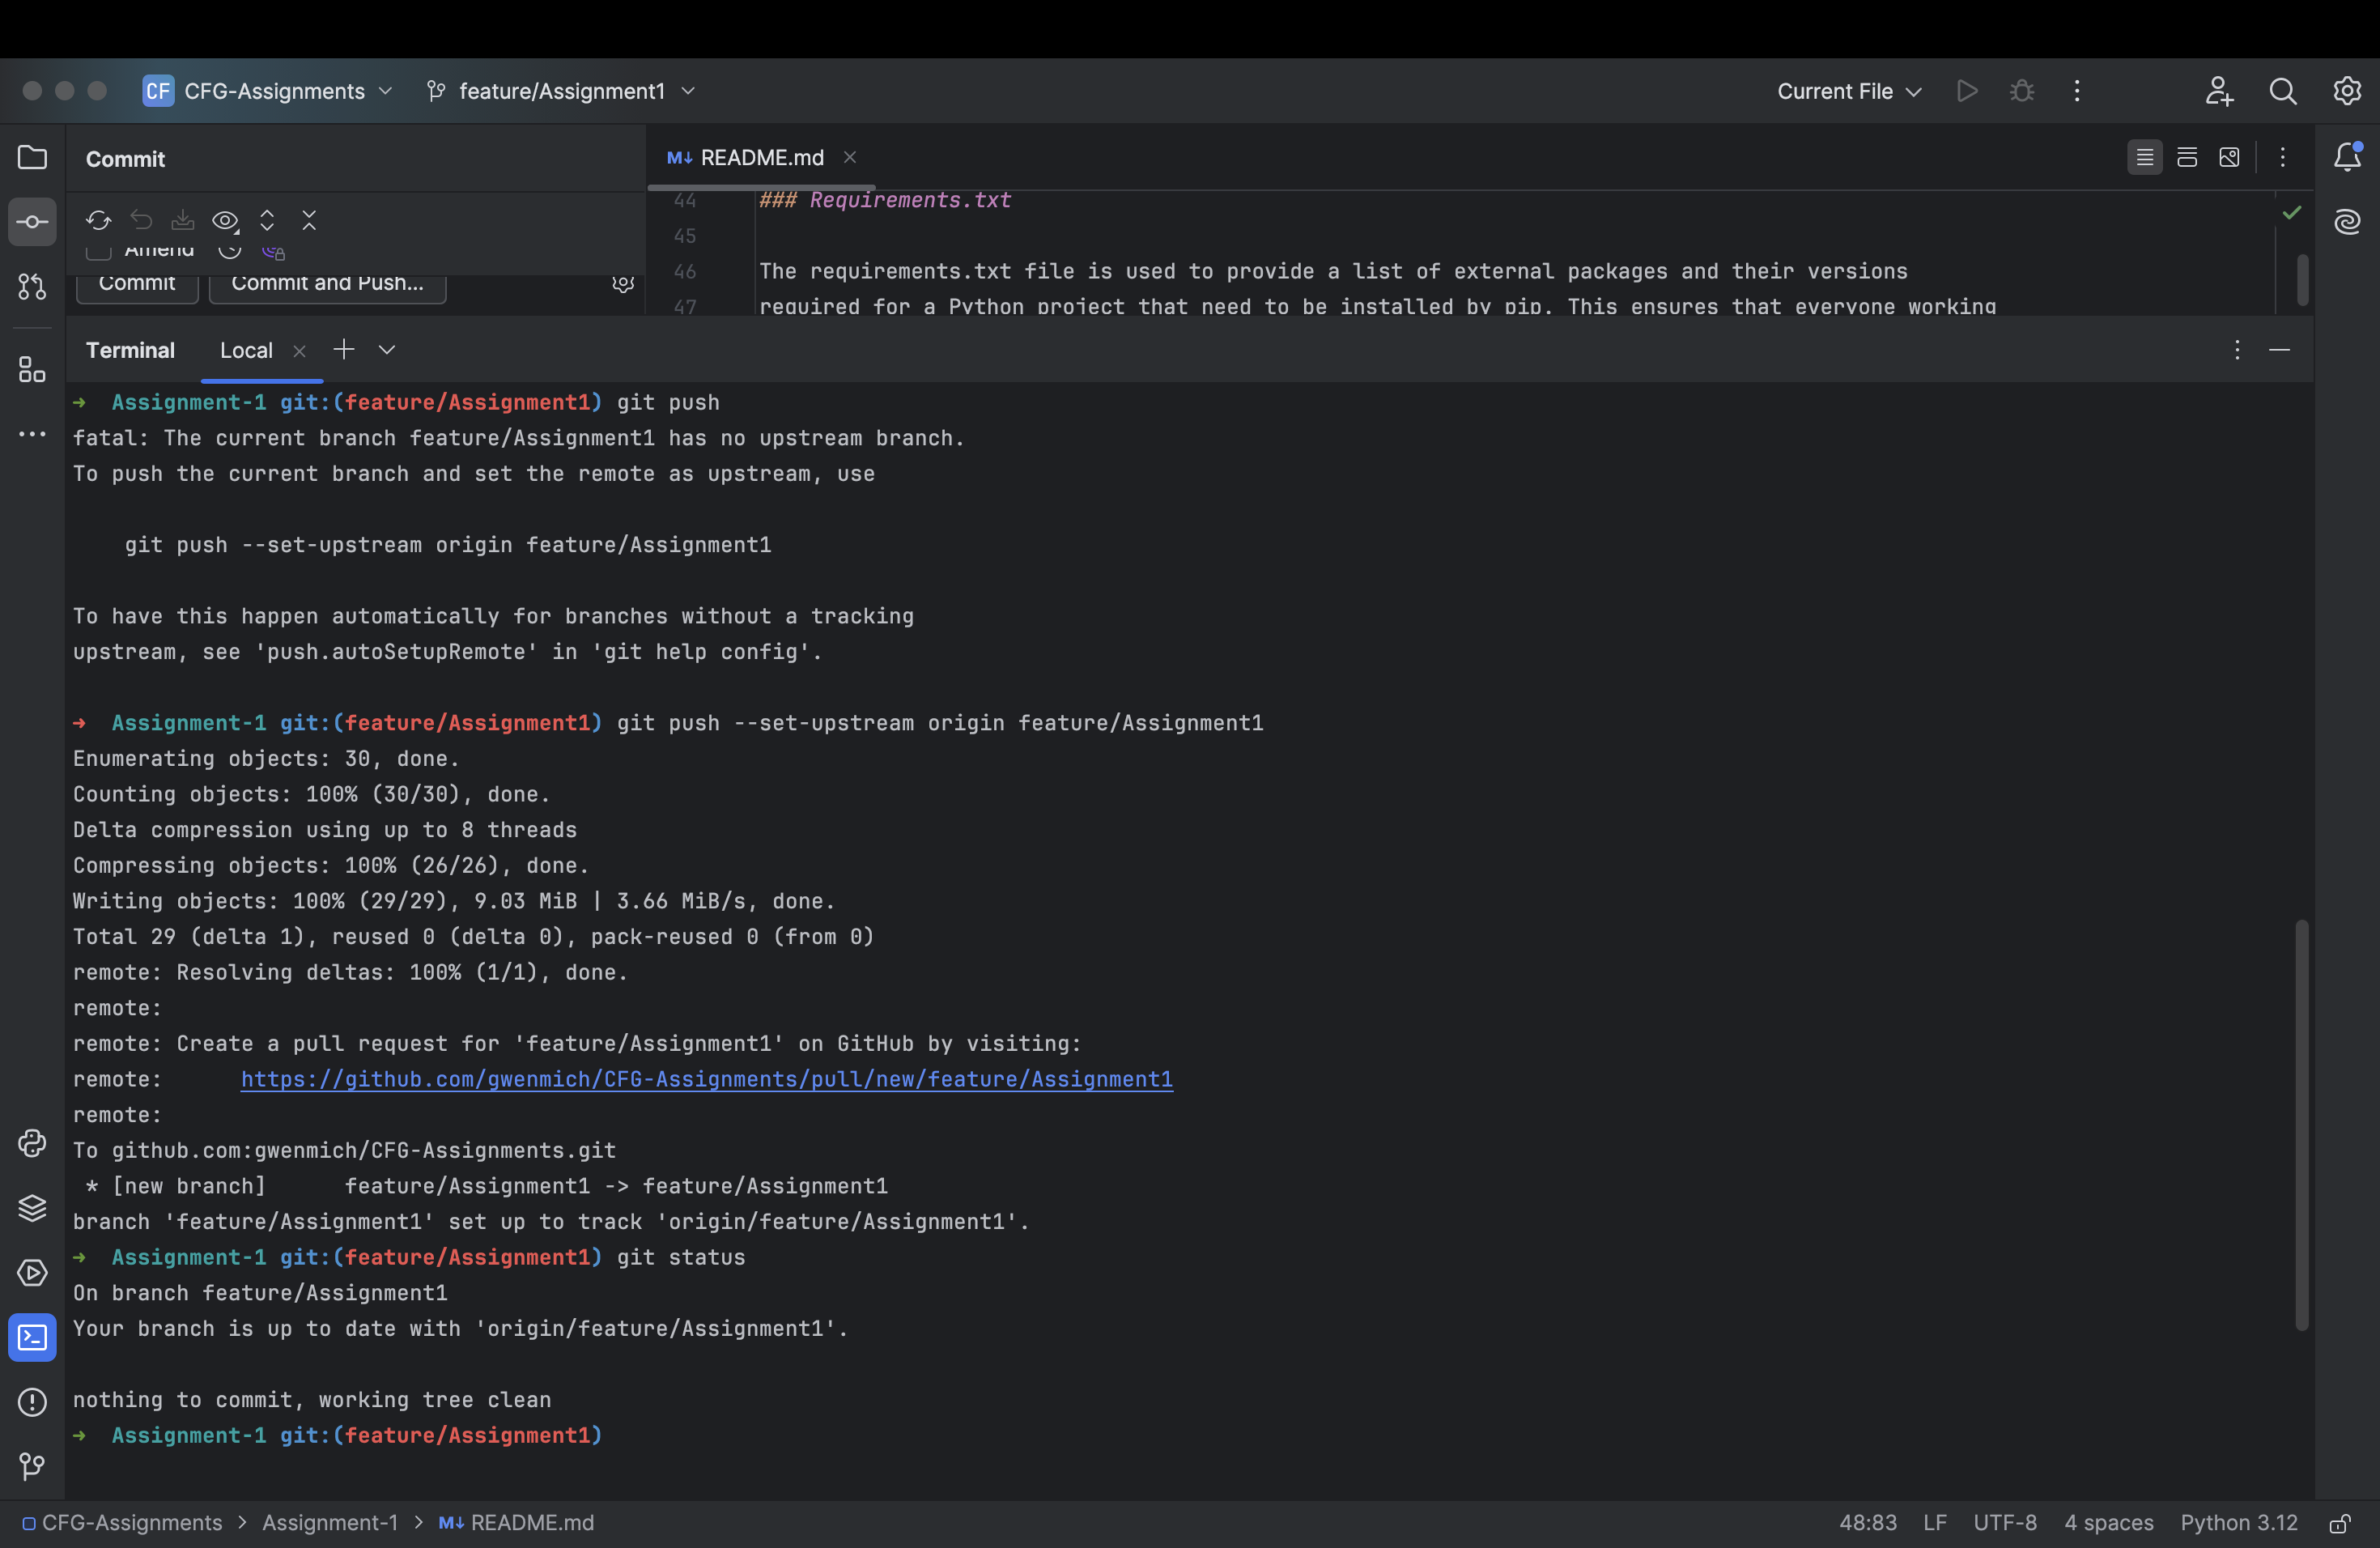 CF CFG-Assignments feature/Assignment1 Current File
Commit
M↓ README.md
Amend
Commit Commit and Push...
44 ### Requirements.txt
45
46 The requirements.txt file is used to provide a list of external packages and their versions
47 required for a Python project that need to be installed by pip. This ensures that everyone working
Terminal Local
→ Assignment-1 git:(feature/Assignment1) git push
fatal: The current branch feature/Assignment1 has no upstream branch.
To push the current branch and set the remote as upstream, use
git push --set-upstream origin feature/Assignment1
To have this happen automatically for branches without a tracking
upstream, see 'push.autoSetupRemote' in 'git help config'.
→ Assignment-1 git:(feature/Assignment1) git push --set-upstream origin feature/Assignment1
Enumerating objects: 30, done.
Counting objects: 100% (30/30), done.
Delta compression using up to 8 threads
Compressing objects: 100% (26/26), done.
Writing objects: 100% (29/29), 9.03 MiB | 3.66 MiB/s, done.
Total 29 (delta 1), reused 0 (delta 0), pack-reused 0 (from 0)
remote: Resolving deltas: 100% (1/1), done.
remote:
remote: Create a pull request for 'feature/Assignment1' on GitHub by visiting:
remote: https://github.com/gwenmich/CFG-Assignments/pull/new/feature/Assignment1
remote:
To github.com:gwenmich/CFG-Assignments.git
* [new branch] feature/Assignment1 -> feature/Assignment1
branch 'feature/Assignment1' set up to track 'origin/feature/Assignment1'.
→ Assignment-1 git:(feature/Assignment1) git status
On branch feature/Assignment1
Your branch is up to date with 'origin/feature/Assignment1'.
nothing to commit, working tree clean
→ Assignment-1 git:(feature/Assignment1)
CFG-Assignments > Assignment-1 > M↓ README.md 48:83 LF UTF-8 4 spaces Python 3.12